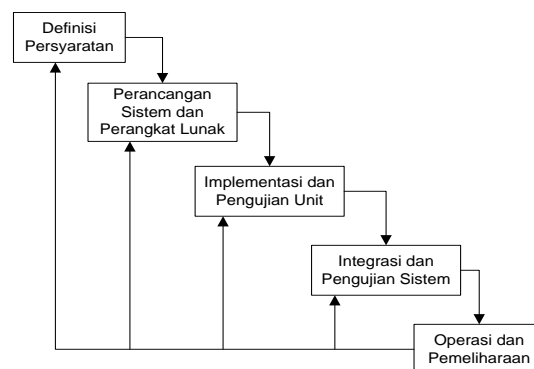 Definisi
Persyaratan
Perancangan
Sistem dan
Perangkat Lunak
Implementasi dan
Pengujian Unit
Integrasi dan
Pengujian Sistem
Operasi dan
Pemeliharaan